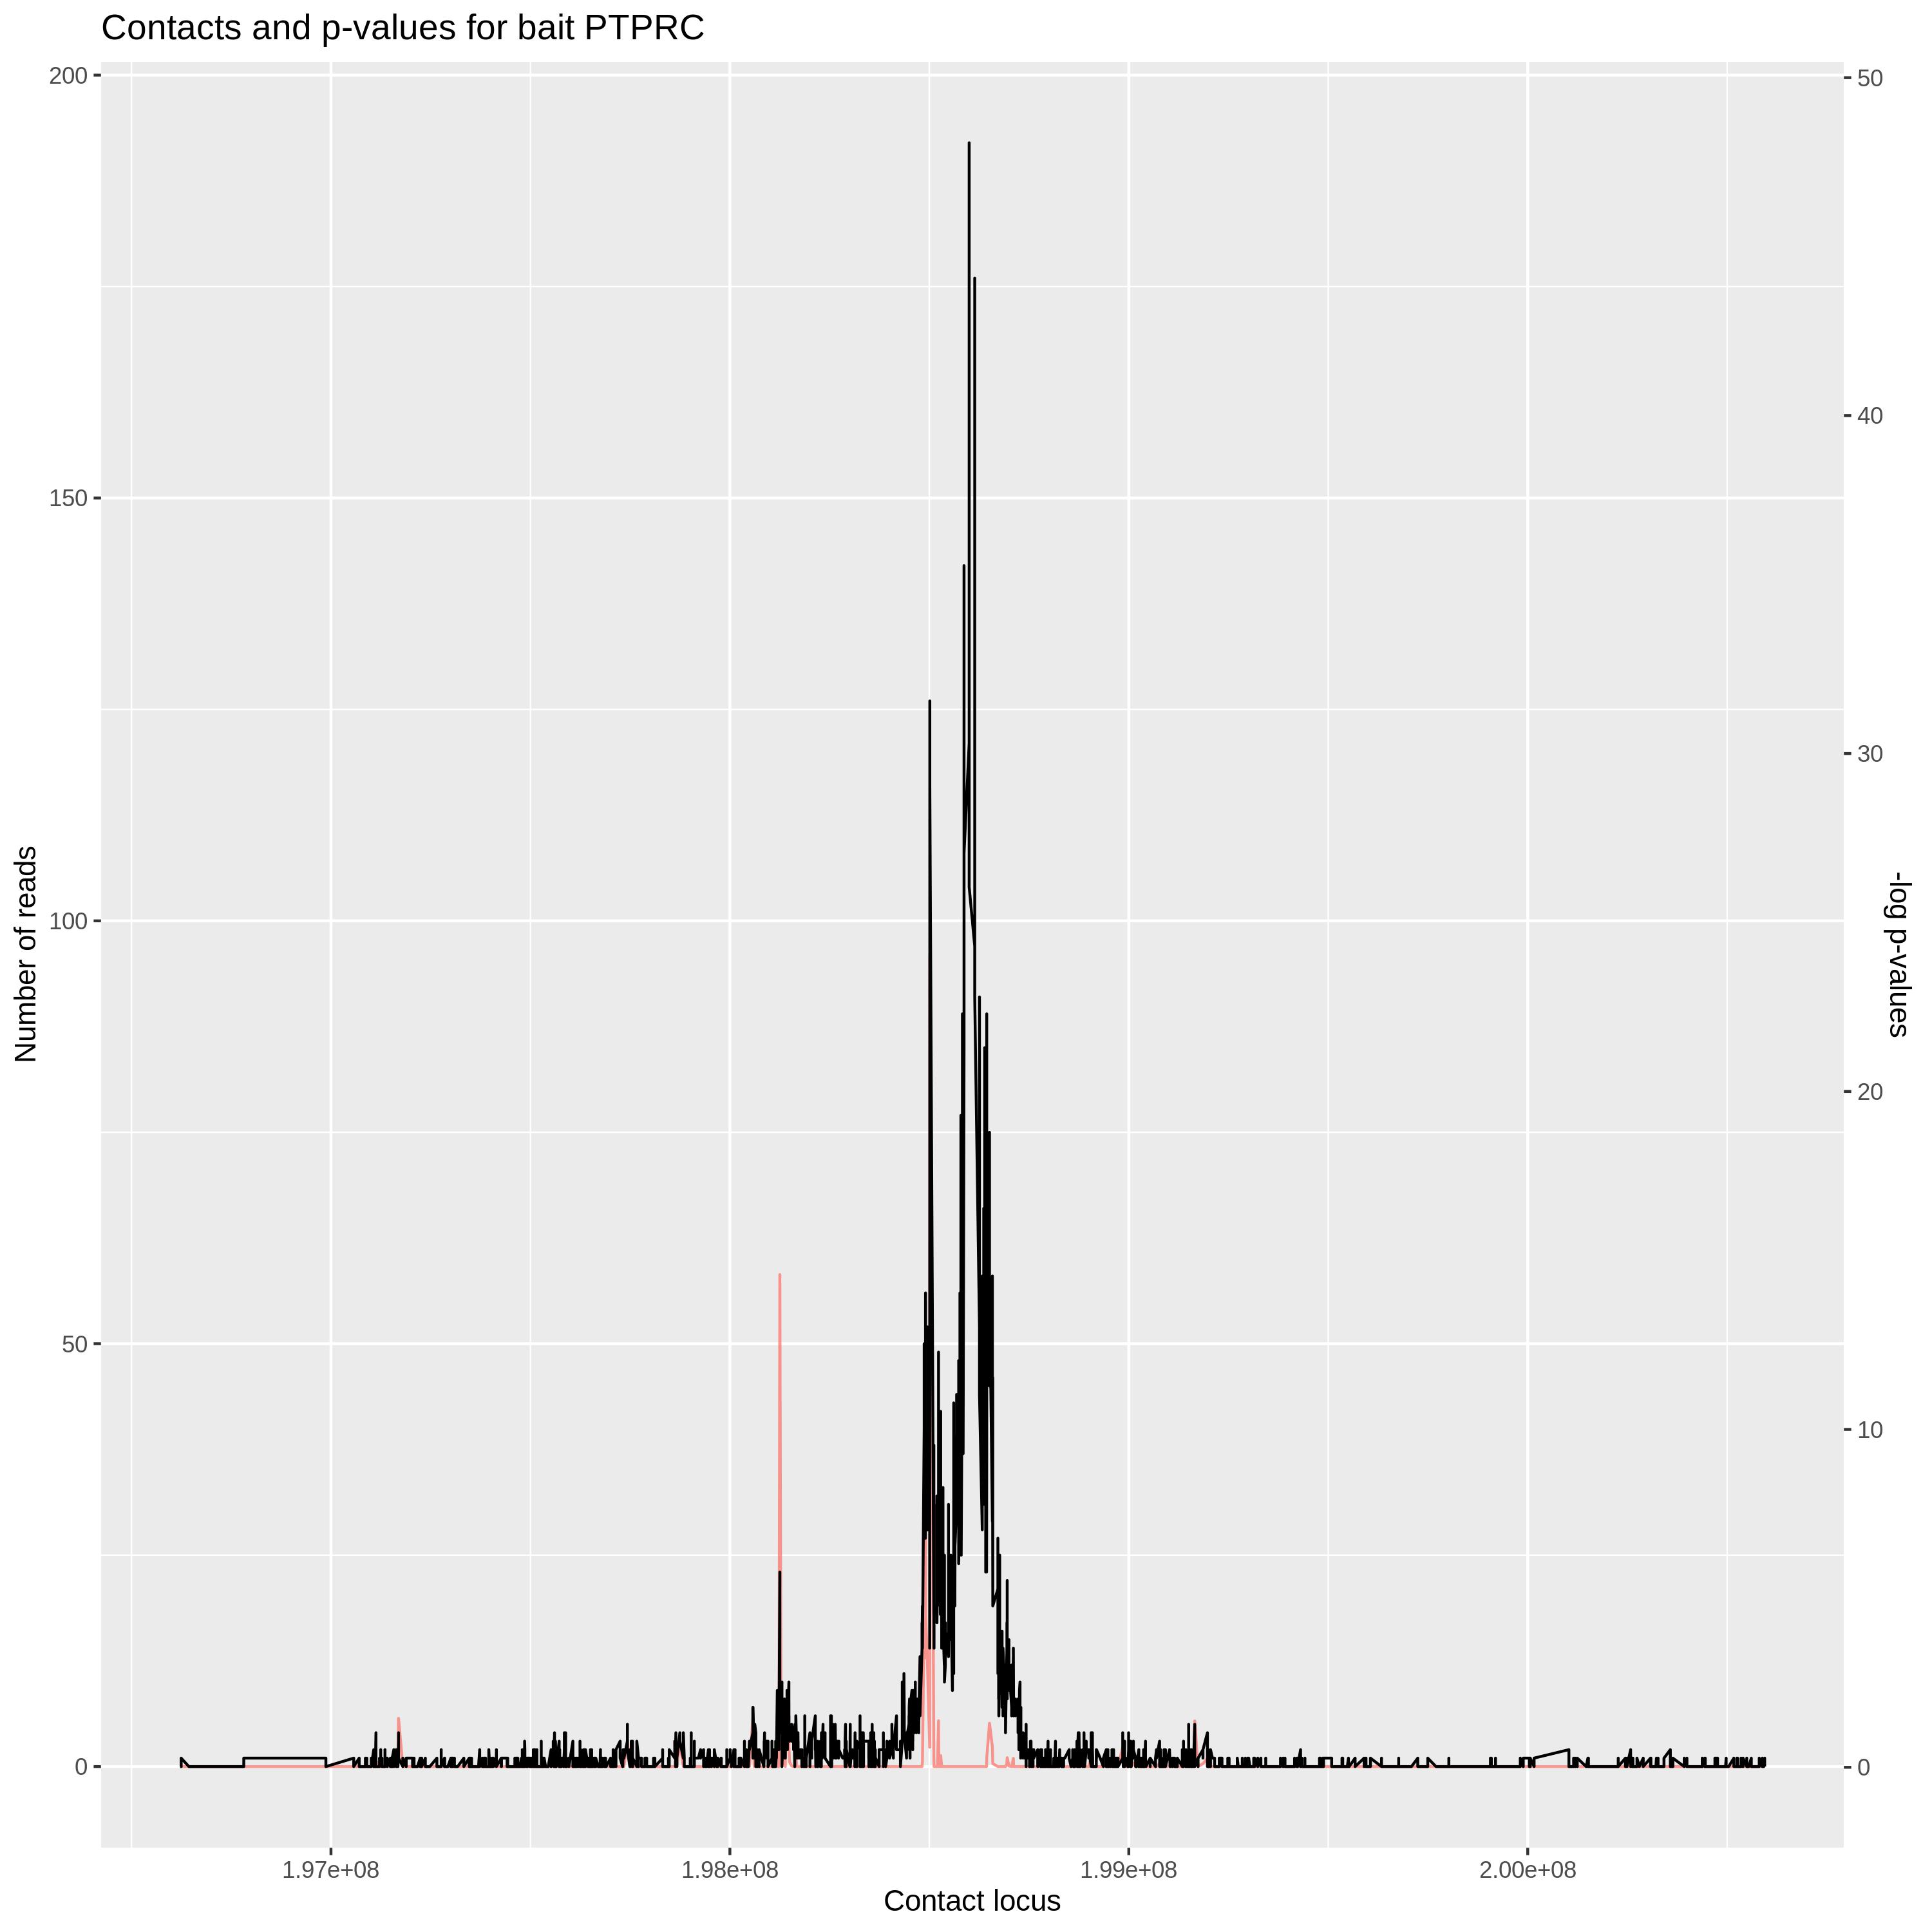 Contacts and p-values for bait PTPRC
200
150
100
50
0
Number of reads
50
40
30
20
10
0
-log p-values
1.97e+08
1.98e+08
1.99e+08
2.00e+08
Contact locus